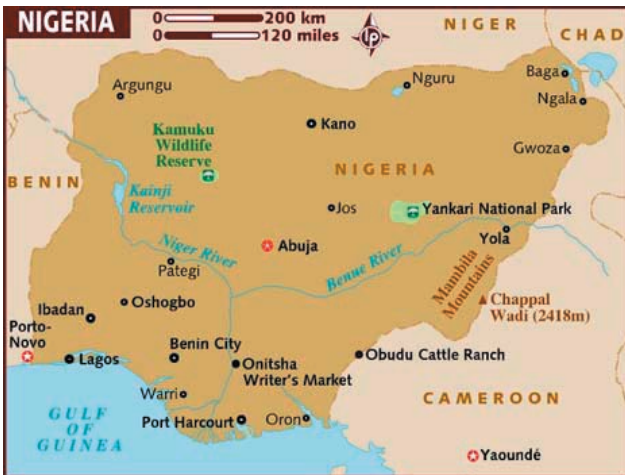 NIGERIA
0 200 km
0 120 miles
lp
NIGER
CHAD
Argungu
Nguru
Baga
Ngala
Kano
Kamuku
Wildlife
Reserve
Gwoza
NIGERIA
BENIN
Kainji
Reservoir
Jos
Yankari National Park
Niger River
Abuja
Benue River
Yola
Pategi
Mambila
Mountains
Chappal
Wadi (2418m)
Ibadan
Oshogbo
Porto-
Novo
Lagos
Benin City
Onitsha
Writer's Market
Obudu Cattle Ranch
Warri
CAMEROON
GULF
OF
GUINEA
Port Harcourt
Oron
Yaoundé